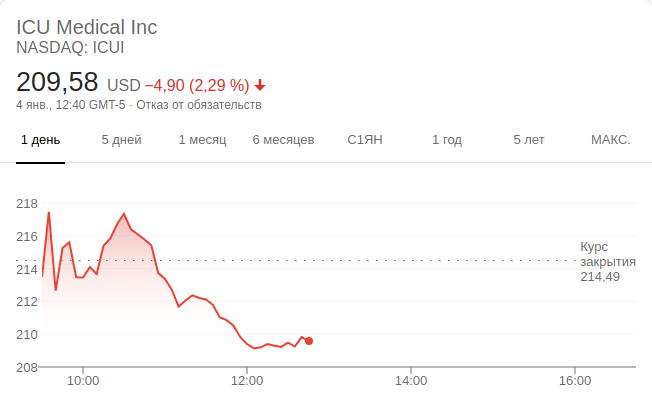 ICU Medical Inc
NASDAQ: ICUI
209,58 USD −4,90 (2,29 %)
4 янв., 12:40 GMT-5 · Отказ от обязательств
1 день 5 дней 1 месяц 6 месяцев С1ЯН 1 год 5 лет МАКС.
218
216
Курс
закрытия
214,49
214
212
210
208
10:00 12:00 14:00 16:00